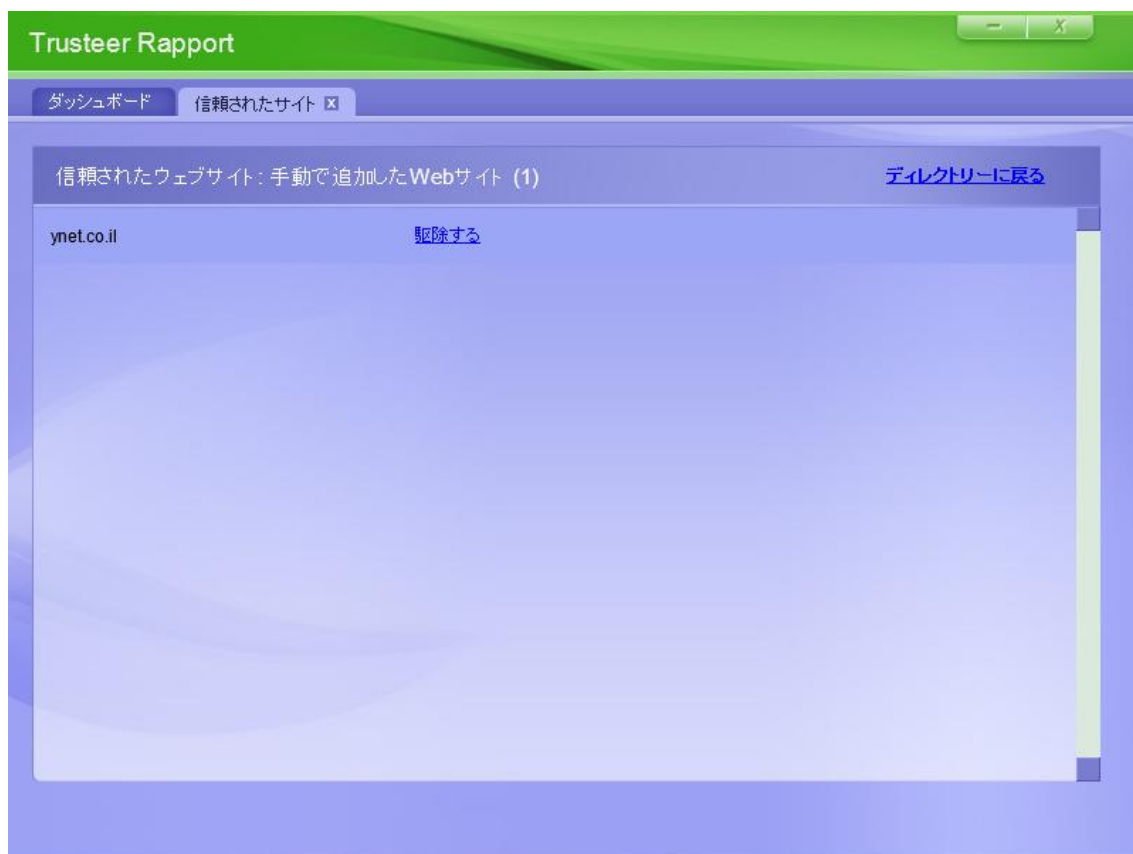 Trusteer Rapport
ダッシュボード 信頼されたサイト
信頼されたウェブサイト: 手動で追加したWebサイト (1) ディレクトリーに戻る
ynet.co.il 駆除する